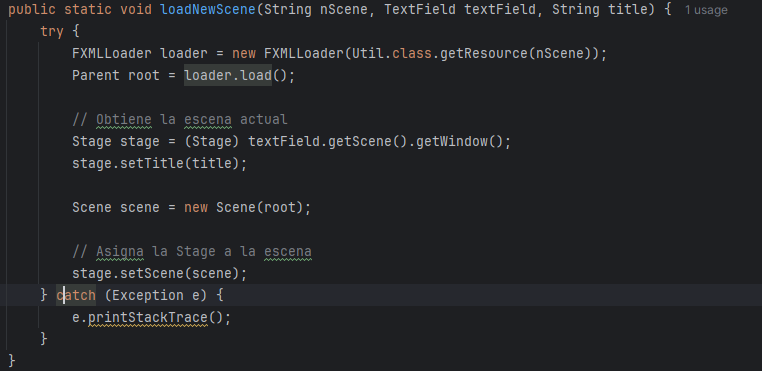 public static void loadNewScene(String nScene, TextField textField, String title) { 1 usage
try {
FXMLLoader loader = new FXMLLoader(Util.class.getResource(nScene));
Parent root = loader.load();
// Obtiene la escena actual
Stage stage = (Stage) textField.getScene().getWindow();
stage.setTitle(title);
Scene scene = new Scene(root);
// Asigna la Stage a la escena
stage.setScene(scene);
} catch (Exception e) {
e.printStackTrace();
}
}